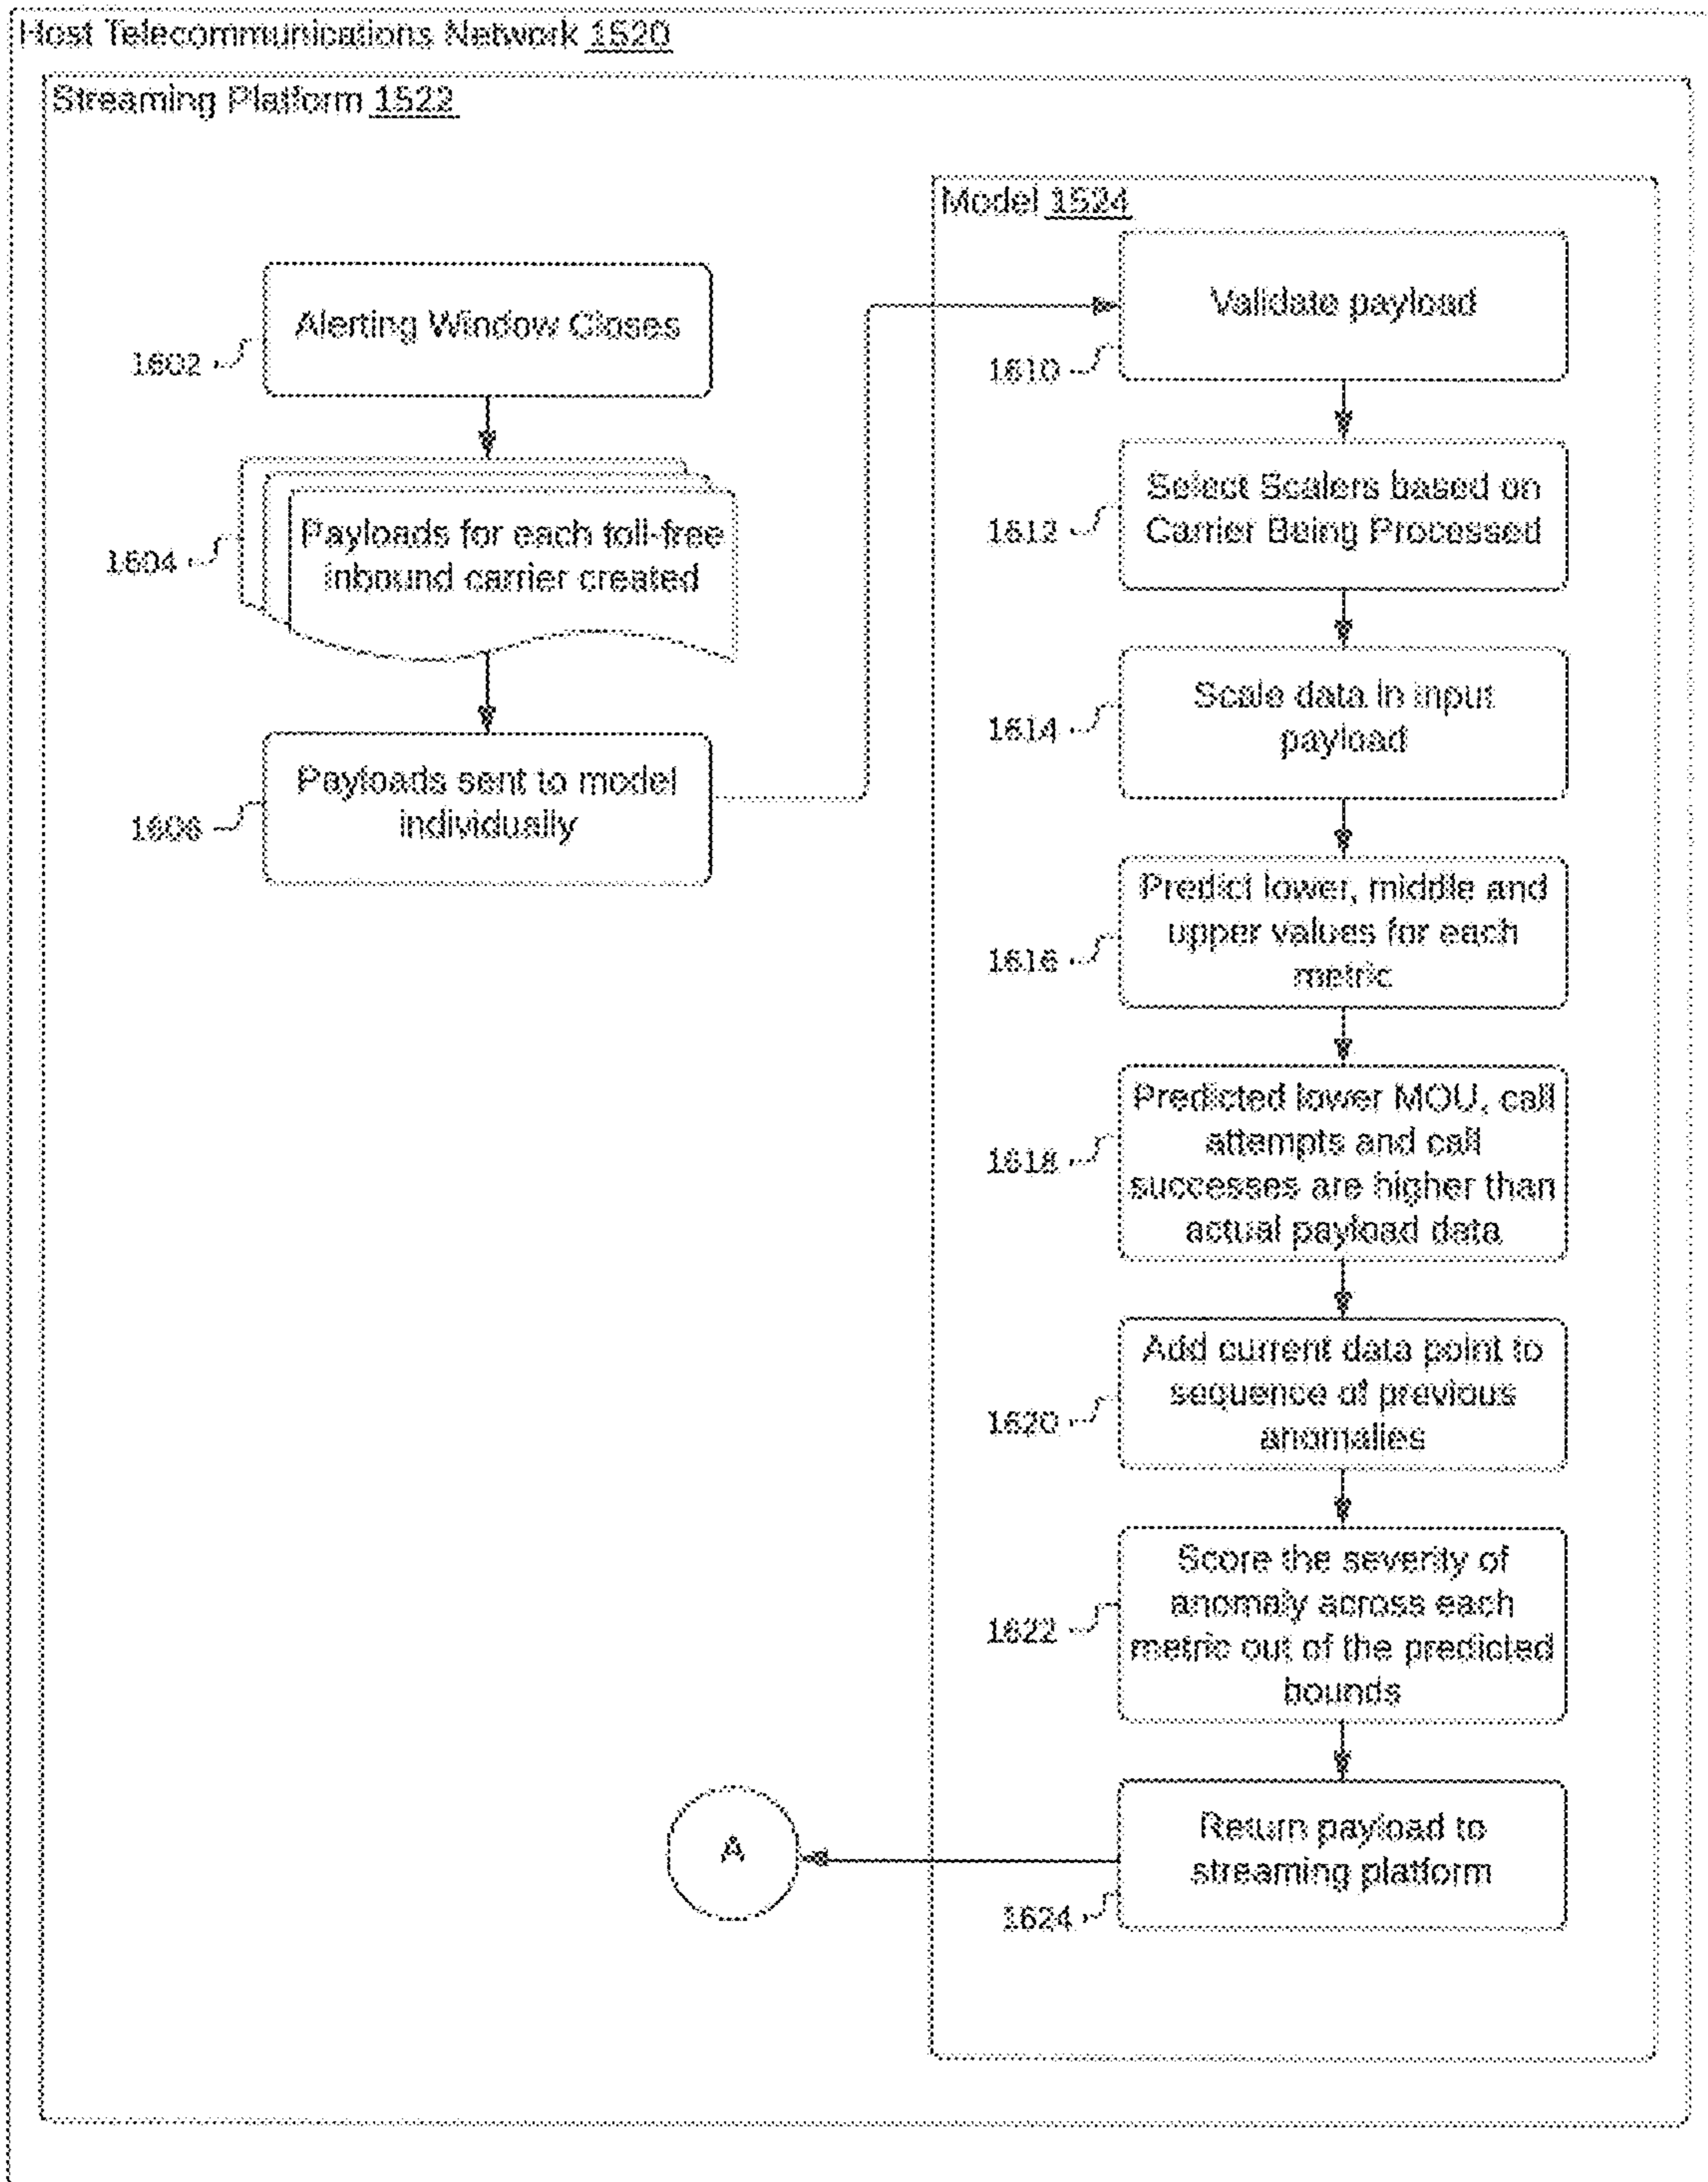 Host Telecommunications Network 1520
Streaming Platform 1522
Alerting Window Closes
1602
Payloads for each toll-free
inbound carrier created
1604
Payloads sent to model
individually
1606
Model 1524
Validate payload
1610
Select Scalers based on
Carrier Being Processed
1612
Scale data in input
payload
1614
Predict lower, middle and
upper values for each
metric
1616
Predicted lower MOU, call
attempts and call
successes are higher than
actual payload data
1618
Add current data point to
sequence of previous
anomalies
1620
Score the severity of
anomaly across each
metric out of the predicted
bounds
1622
Return payload to
streaming platform
1624
A